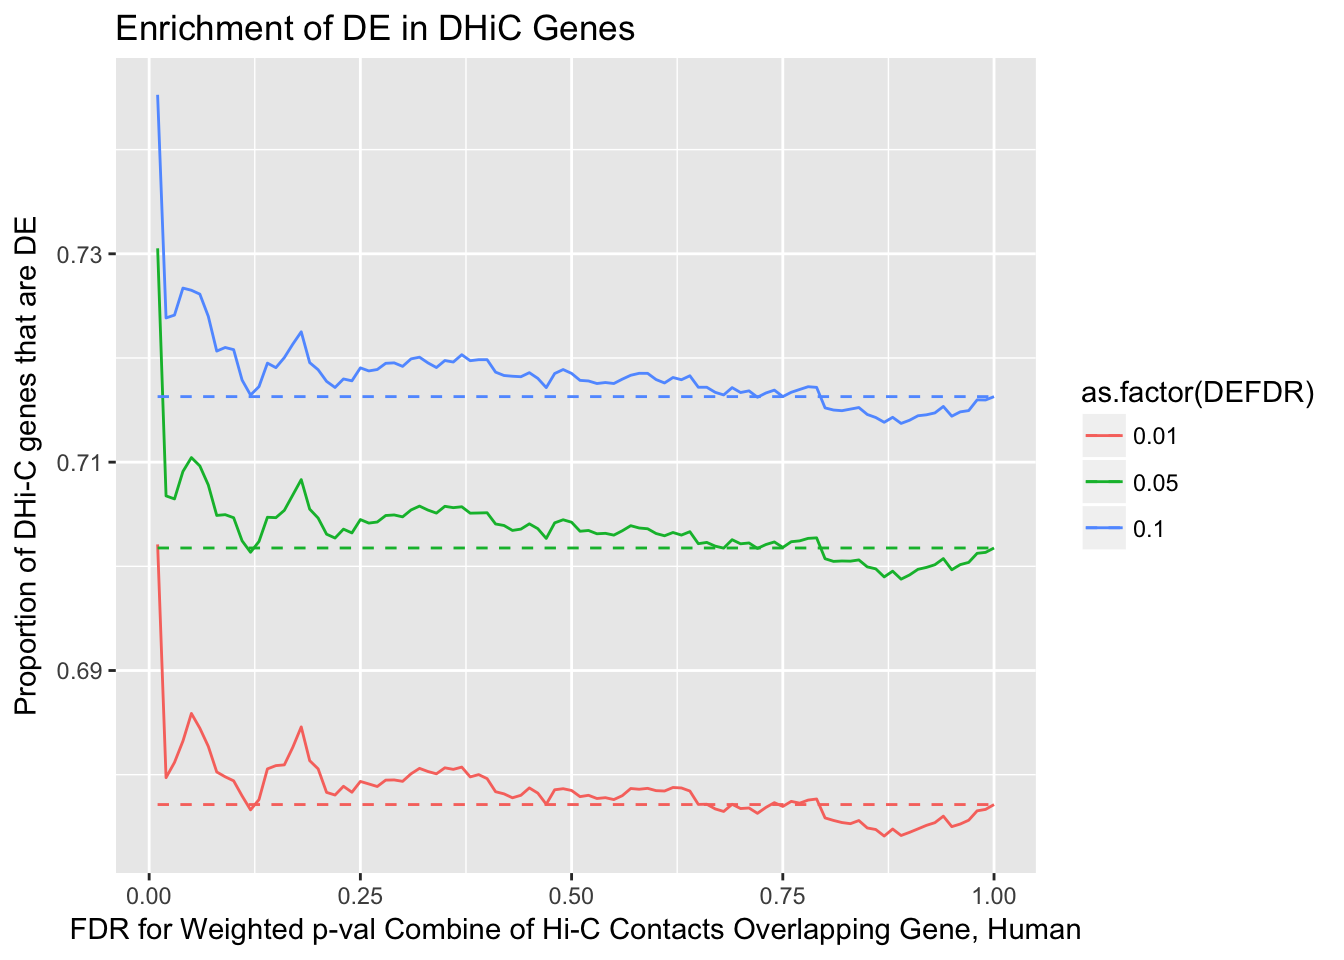 Enrichment of DE in DHiC Genes
Proportion of DHi-C genes that are DE
0.73
0.71
0.69
0.00 0.25 0.50 0.75 1.00
FDR for Weighted p-val Combine of Hi-C Contacts Overlapping Gene, Human
as.factor(DEFDR)
0.01
0.05
0.1